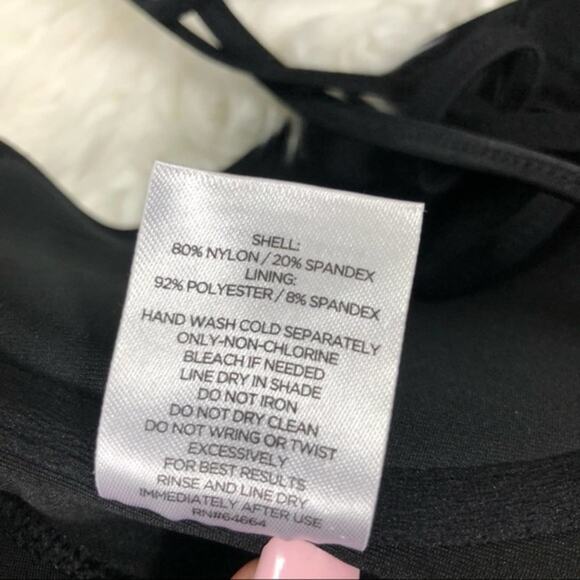 SHELL:
80% NYLON / 20% SPANDEX
LINING:
92% POLYESTER / 8% SPANDEX
HAND WASH COLD SEPARATELY
ONLY-NON-CHLORINE
BLEACH IF NEEDED
LINE DRY IN SHADE
DO NOT IRON
DO NOT DRY CLEAN
DO NOT WRING OR TWIST
EXCESSIVELY
FOR BEST RESULTS
RINSE AND LINE DRY
IMMEDIATELY AFTER USE
RN#64664